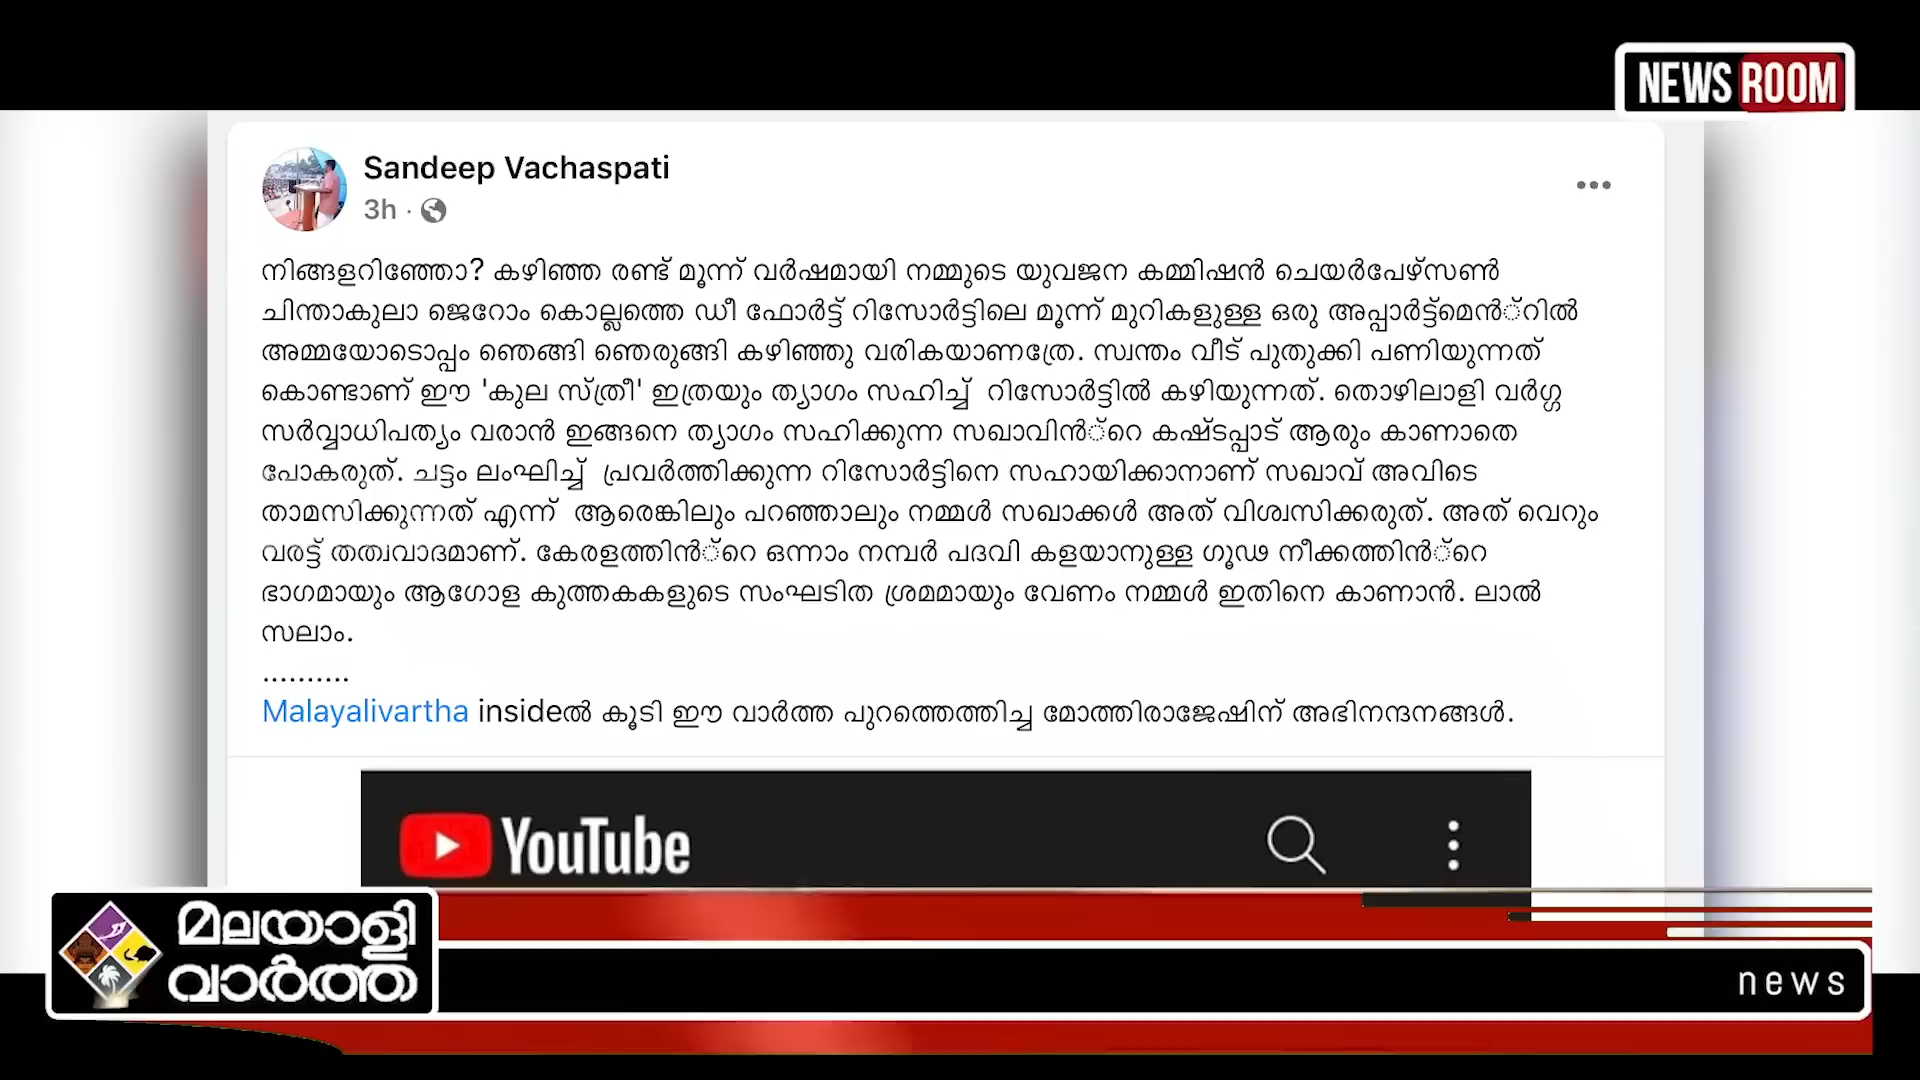 NEWS ROOM
Sandeep Vachaspati
3h ·
നിങ്ങളറിഞ്ഞോ? കഴിഞ്ഞ രണ്ട് മൂന്ന് വർഷമായി നമ്മുടെ യുവജന കമ്മിഷൻ ചെയർപേഴ്സൺ
ചിന്താകുലാ ജെറോം കൊല്ലത്തെ ഡീ ഫോർട്ട് റിസോർട്ടിലെ മൂന്ന് മുറികളുള്ള ഒരു അപ്പാർട്ട്മെൻ്റിൽ
അമ്മയോടൊപ്പം ഞെങ്ങി ഞെരുങ്ങി കഴിഞ്ഞു വരികയാണത്രേ. സ്വന്തം വീട് പുതുക്കി പണിയുന്നത്
കൊണ്ടാണ് ഈ 'കുല സ്ത്രീ' ഇത്രയും ത്യാഗം സഹിച്ച് റിസോർട്ടിൽ കഴിയുന്നത്. തൊഴിലാളി വർഗ്ഗ
സർവ്വാധിപത്യം വരാൻ ഇങ്ങനെ ത്യാഗം സഹിക്കുന്ന സഖാവിൻ്റെ കഷ്ടപ്പാട് ആരും കാണാതെ
പോകരുത്. ചട്ടം ലംഘിച്ച് പ്രവർത്തിക്കുന്ന റിസോർട്ടിനെ സഹായിക്കാനാണ് സഖാവ് അവിടെ
താമസിക്കുന്നത് എന്ന് ആരെങ്കിലും പറഞ്ഞാലും നമ്മൾ സഖാക്കൾ അത് വിശ്വസിക്കരുത്. അത് വെറും
വരട്ട് തത്വവാദമാണ്. കേരളത്തിൻ്റെ ഒന്നാം നമ്പർ പദവി കളയാനുള്ള ഗൂഢ നീക്കത്തിൻ്റെ
ഭാഗമായും ആഗോള കുത്തകകളുടെ സംഘടിത ശ്രമമായും വേണം നമ്മൾ ഇതിനെ കാണാൻ. ലാൽ
സലാം.
..........
Malayalivartha insideൽ കൂടി ഈ വാർത്ത പുറത്തെത്തിച്ച മോത്തിരാജേഷിന് അഭിനന്ദനങ്ങൾ.
YouTube
മലയാളി
വാർത്ത
news